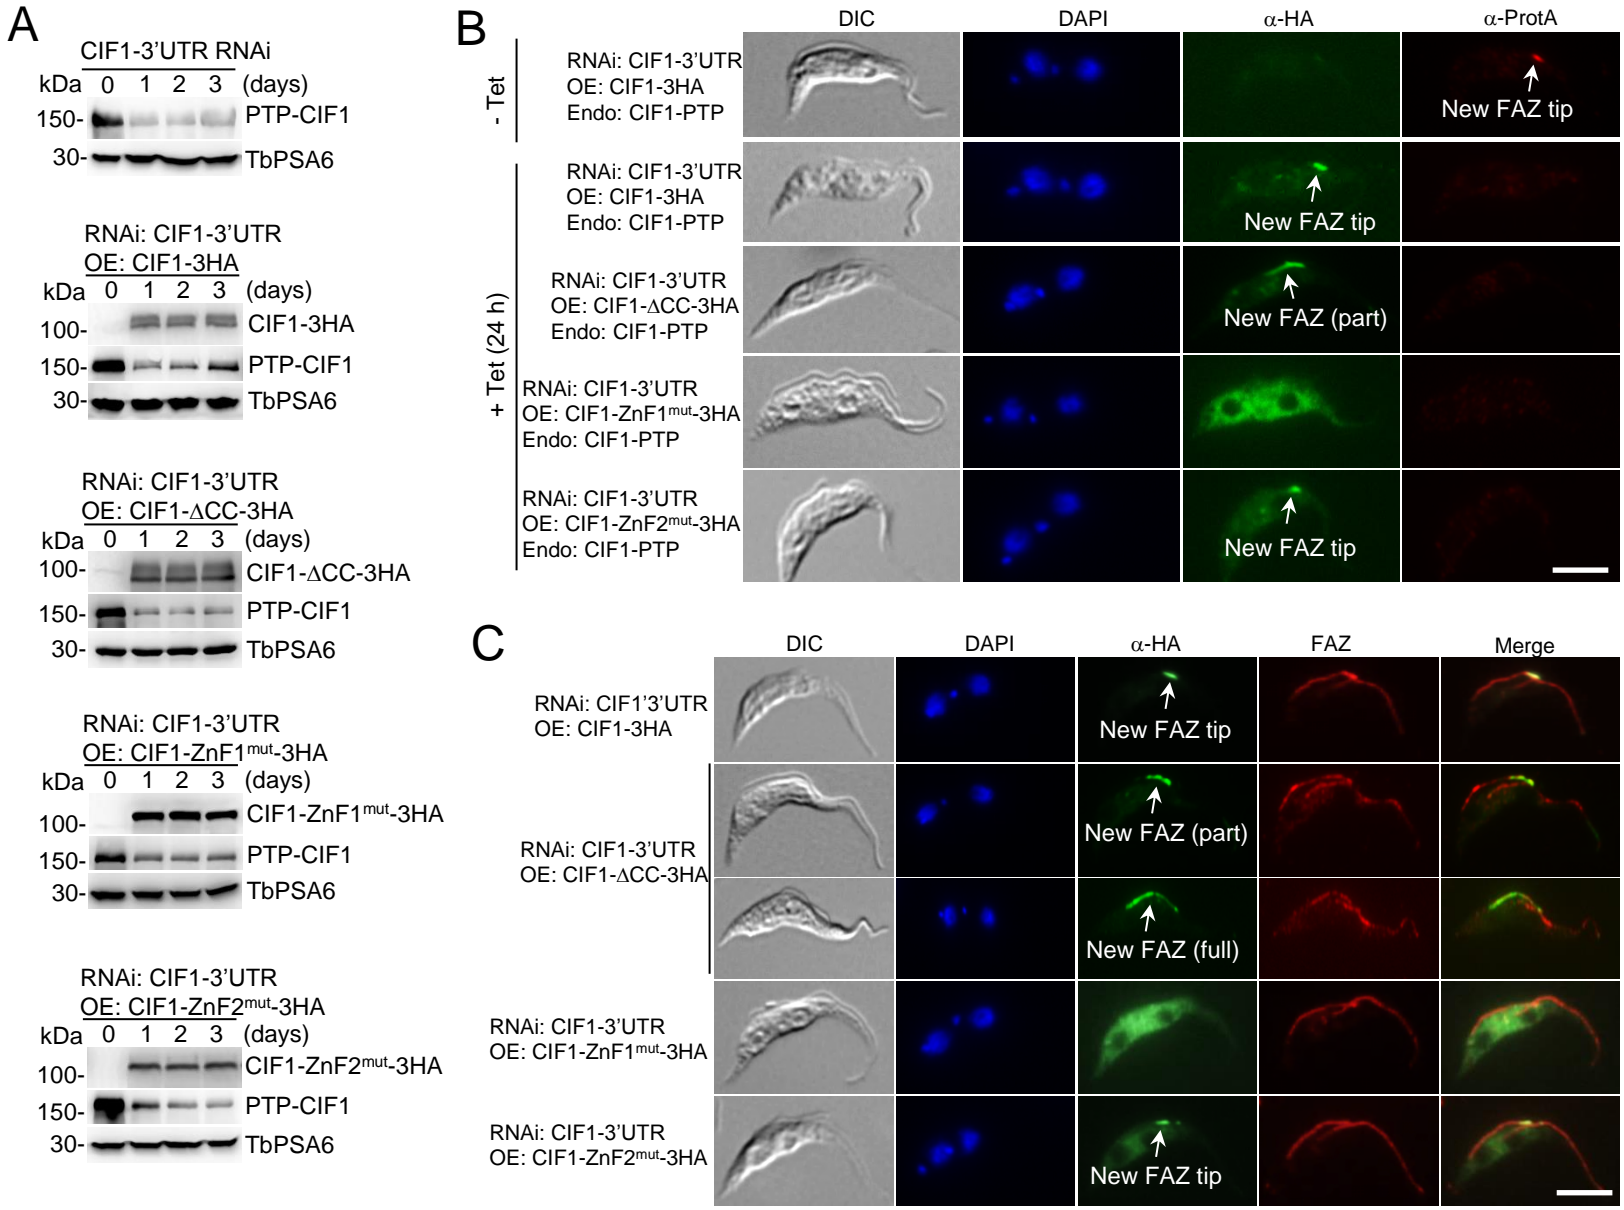 A
CIF1-3'UTR RNAi
kDa 0 1 2 3 (days)
150- PTP-CIF1
30- TbPSA6
RNAi: CIF1-3'UTR
OE: CIF1-3HA
kDa 0 1 2 3 (days)
100- CIF1-3HA
150- PTP-CIF1
30- TbPSA6
RNAi: CIF1-3'UTR
OE: CIF1-ΔCC-3HA
kDa 0 1 2 3 (days)
100- CIF1-ΔCC-3HA
150- PTP-CIF1
30- TbPSA6
RNAi: CIF1-3'UTR
OE: CIF1-ZnF1mut-3HA
kDa 0 1 2 3 (days)
100- CIF1-ZnF1mut-3HA
150- PTP-CIF1
30- TbPSA6
RNAi: CIF1-3'UTR
OE: CIF1-ZnF2mut-3HA
kDa 0 1 2 3 (days)
100- CIF1-ZnF2mut-3HA
150- PTP-CIF1
30- TbPSA6
B
DIC DAPI α-HA α-ProtA
- Tet
RNAi: CIF1-3'UTR
OE: CIF1-3HA
Endo: CIF1-PTP
New FAZ tip
+ Tet (24 h)
RNAi: CIF1-3'UTR
OE: CIF1-3HA
Endo: CIF1-PTP
New FAZ tip
RNAi: CIF1-3'UTR
OE: CIF1-ΔCC-3HA
Endo: CIF1-PTP
New FAZ (part)
RNAi: CIF1-3'UTR
OE: CIF1-ZnF1mut-3HA
Endo: CIF1-PTP
RNAi: CIF1-3'UTR
OE: CIF1-ZnF2mut-3HA
Endo: CIF1-PTP
New FAZ tip
C
DIC DAPI α-HA FAZ Merge
RNAi: CIF1'3'UTR
OE: CIF1-3HA
New FAZ tip
RNAi: CIF1-3'UTR
OE: CIF1-ΔCC-3HA
New FAZ (part)
New FAZ (full)
RNAi: CIF1-3'UTR
OE: CIF1-ZnF1mut-3HA
RNAi: CIF1-3'UTR
OE: CIF1-ZnF2mut-3HA
New FAZ tip